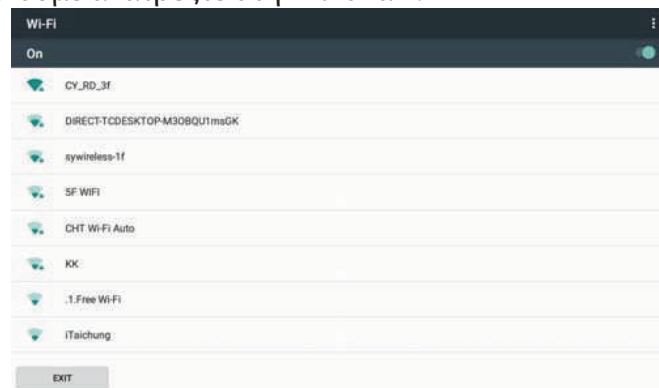 Wi-Fi
On
CY_RD_3f
DIRECT-TCDESKTOP-M3OBQU1msGK
sywireless-1f
5F WIFI
CHT Wi-Fi Auto
KK
.1.Free Wi-Fi
iTaichung
EXIT